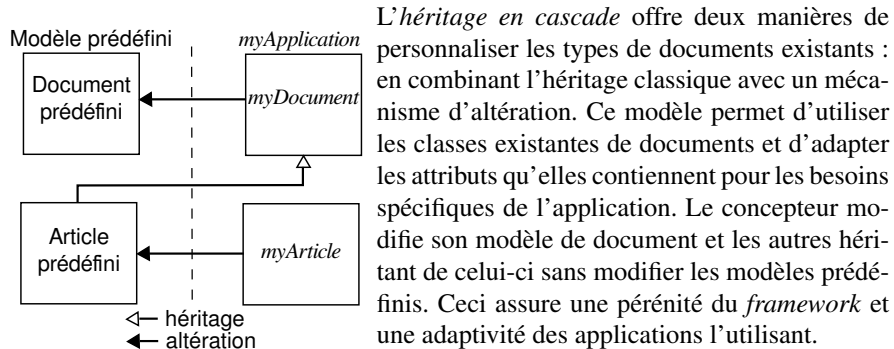 Modèle prédéfini
myApplication
Document
prédéfini
myDocument
Article
prédéfini
myArticle
héritage
altération
L'héritage en cascade offre deux manières de
personnaliser les types de documents existants :
en combinant l'héritage classique avec un méca-
nisme d'altération. Ce modèle permet d'utiliser
les classes existantes de documents et d'adapter
les attributs qu'elles contiennent pour les besoins
spécifiques de l'application. Le concepteur mo-
difie son modèle de document et les autres héri-
tant de celui-ci sans modifier les modèles prédé-
finis. Ceci assure une pérénité du framework et
une adaptivité des applications l'utilisant.